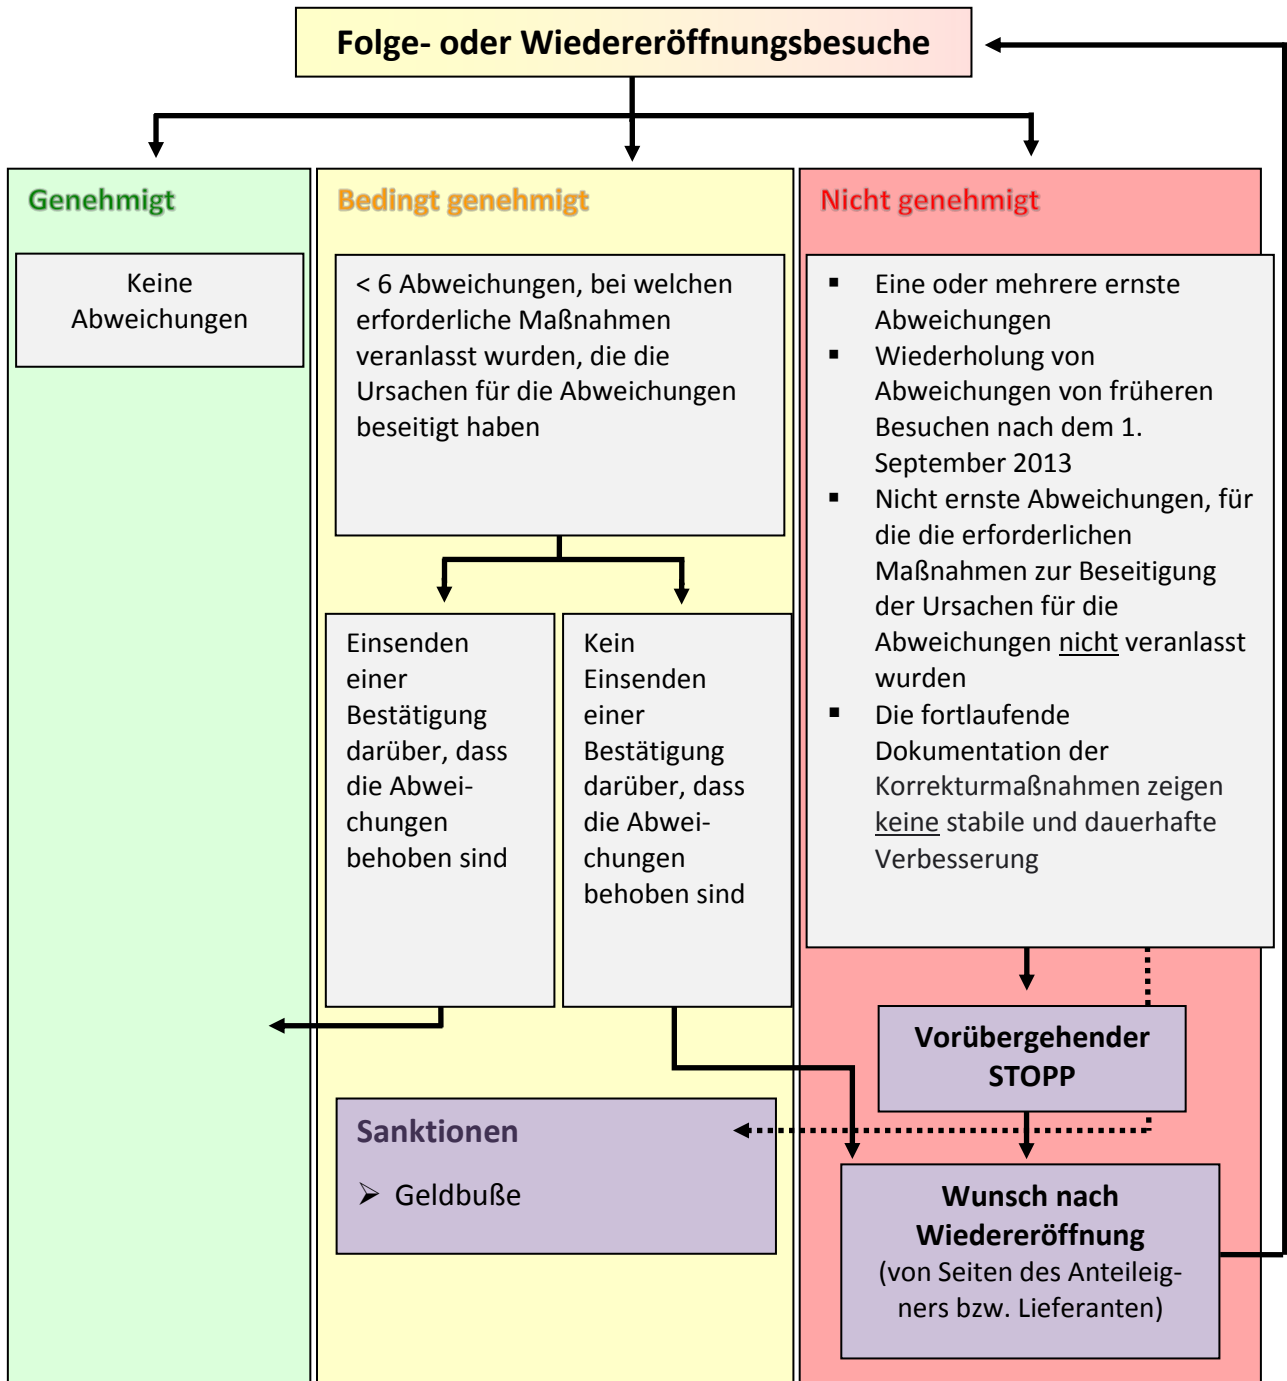 Folge- oder Wiedereröffnungsbesuche
Genehmigt
Keine
Abweichungen
Bedingt genehmigt
< 6 Abweichungen, bei welchen
erforderliche Maßnahmen
veranlasst wurden, die die
Ursachen für die Abweichungen
beseitigt haben
Einsenden
einer
Bestätigung
darüber, dass
die Abwei-
chungen
behoben sind
Kein
Einsenden
einer
Bestätigung
darüber, dass
die Abwei-
chungen
behoben sind
Sanktionen
➢ Geldbuße
Nicht genehmigt
▪ Eine oder mehrere ernste
Abweichungen
▪ Wiederholung von
Abweichungen von früheren
Besuchen nach dem 1.
September 2013
▪ Nicht ernste Abweichungen, für
die die erforderlichen
Maßnahmen zur Beseitigung
der Ursachen für die
Abweichungen nicht veranlasst
wurden
▪ Die fortlaufende
Dokumentation der
Korrekturmaßnahmen zeigen
keine stabile und dauerhafte
Verbesserung
Vorübergehender
STOPP
Wunsch nach
Wiedereröffnung
(von Seiten des Anteileig-
ners bzw. Lieferanten)